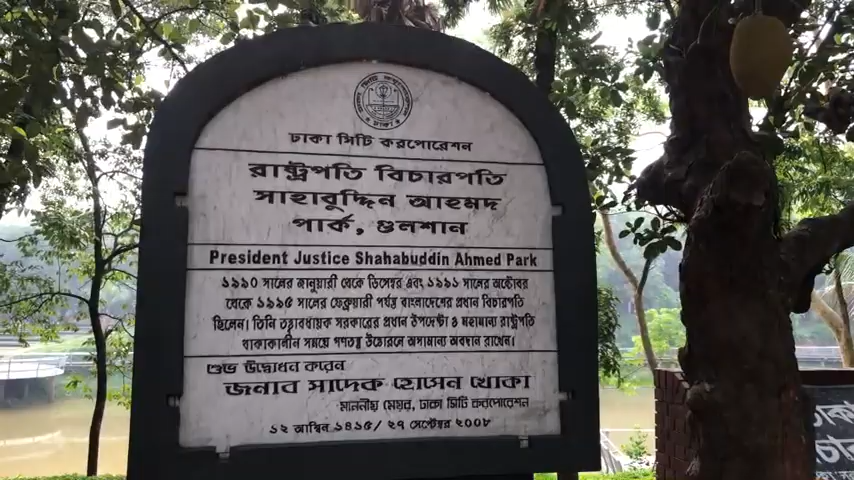 ঢাকা সিটি করপোরেশন
রাষ্ট্রপতি বিচারপতি
সাহাবুদ্দিন আহমদ
পার্ক, গুলশান
President Justice Shahabuddin Ahmed Park
১৯৯০ সালের জানুয়ারী থেকে ডিসেম্বর এবং ১৯৯১ সালের অক্টোবর
থেকে ১৯৯৫ সালের ফেব্রুয়ারী পর্যন্ত বাংলাদেশের প্রধান বিচারপতি
ছিলেন। তিনি তত্ত্বাবধায়ক সরকারের প্রধান উপদেষ্টা ও মহামান্য রাষ্ট্রপতি
থাকাকালীন সময়ে গণতন্ত্র উত্তোরনে অসামান্য অবদান রাখেন।
শুভ উদ্বোধন করেন
জনাব সাদেক হোসেন খোকা
মাননীয় মেয়র, ঢাকা সিটি করপোরেশন
১২ আশ্বিন ১৪১৫/ ২৭ সেপ্টেম্বর ২০০৮